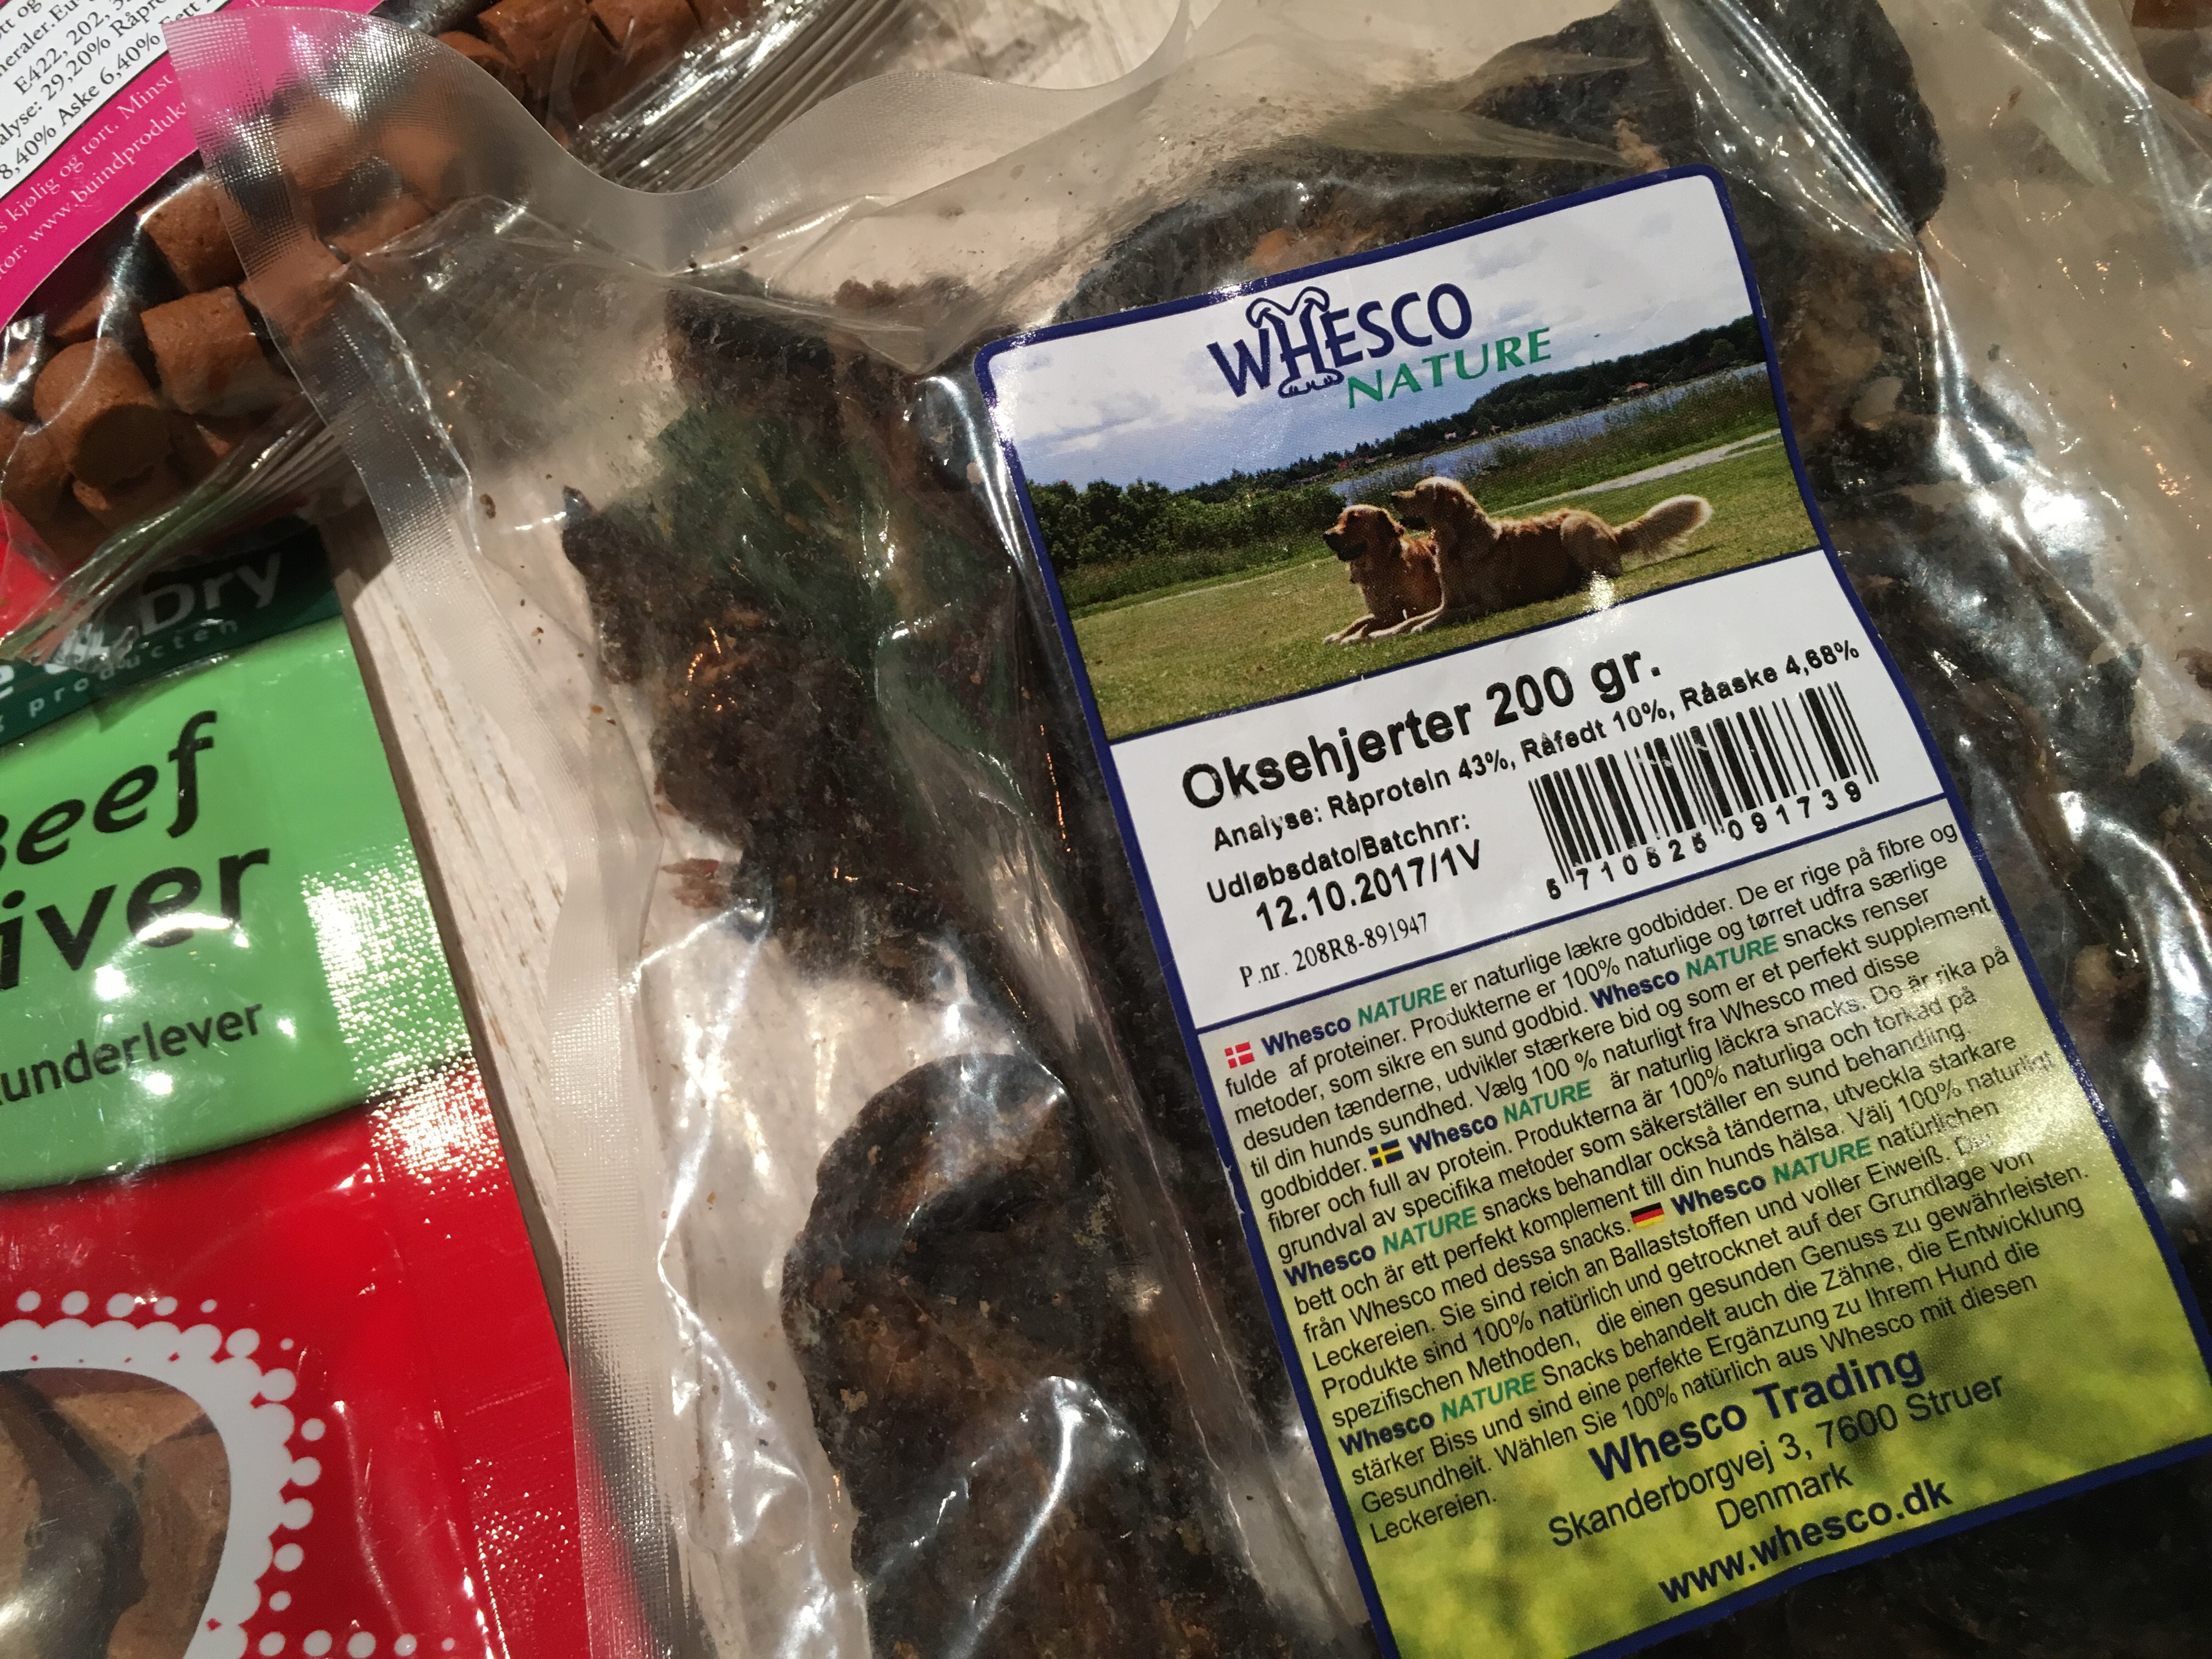 E422, 202,
29,20%
8,40% Aske 6,40% Fett
kjølig og tørt. Minst
www.buindproduk
Dry
Beef
iver
underlever
WHESCO
NATURE
Oksehjerter 200 gr.
Analyse: Råprotein 43%, Råfedt 10%, Råaske 4,68%
Udløbsdato/Batchnr:
12.10.2017/1V
P.nr. 208R8-891947
5 710525 091739
Whesco NATURE er naturlige lækre godbidder. De er rige på fibre og
fulde af proteiner. Produkterne er 100% naturlige og tørret udfra særlige
metoder, som sikre en sund godbid. Whesco NATURE snacks renser
desuden tænderne, udvikler stærkere bid og som er et perfekt supplement
til din hunds sundhed. Vælg 100 % naturligt fra Whesco med disse
godbidder. Whesco NATURE är naturlig läckra snacks. De är rika på
fibrer och full av protein. Produkterna är 100% naturliga och torkad på
grundval av specifika metoder som säkerställer en sund behandling.
Whesco NATURE snacks behandlar också tänderna, utveckla starkare
bett och är ett perfekt komplement till din hunds hälsa. Välj 100% naturligt
från Whesco med dessa snacks. Whesco NATURE natürlichen
Leckereien. Sie sind reich an Ballaststoffen und voller Eiweiß. Die
Produkte sind 100% natürlich und getrocknet auf der Grundlage von
spezifischen Methoden, die einen gesunden Genuss zu gewährleisten.
Whesco NATURE Snacks behandelt auch die Zähne, die Entwicklung
stärker Biss und sind eine perfekte Ergänzung zu Ihrem Hund die
Gesundheit. Wählen Sie 100% natürlich aus Whesco mit diesen
Leckereien.
Whesco Trading
Skanderborgvej 3, 7600 Struer
Denmark
www.whesco.dk